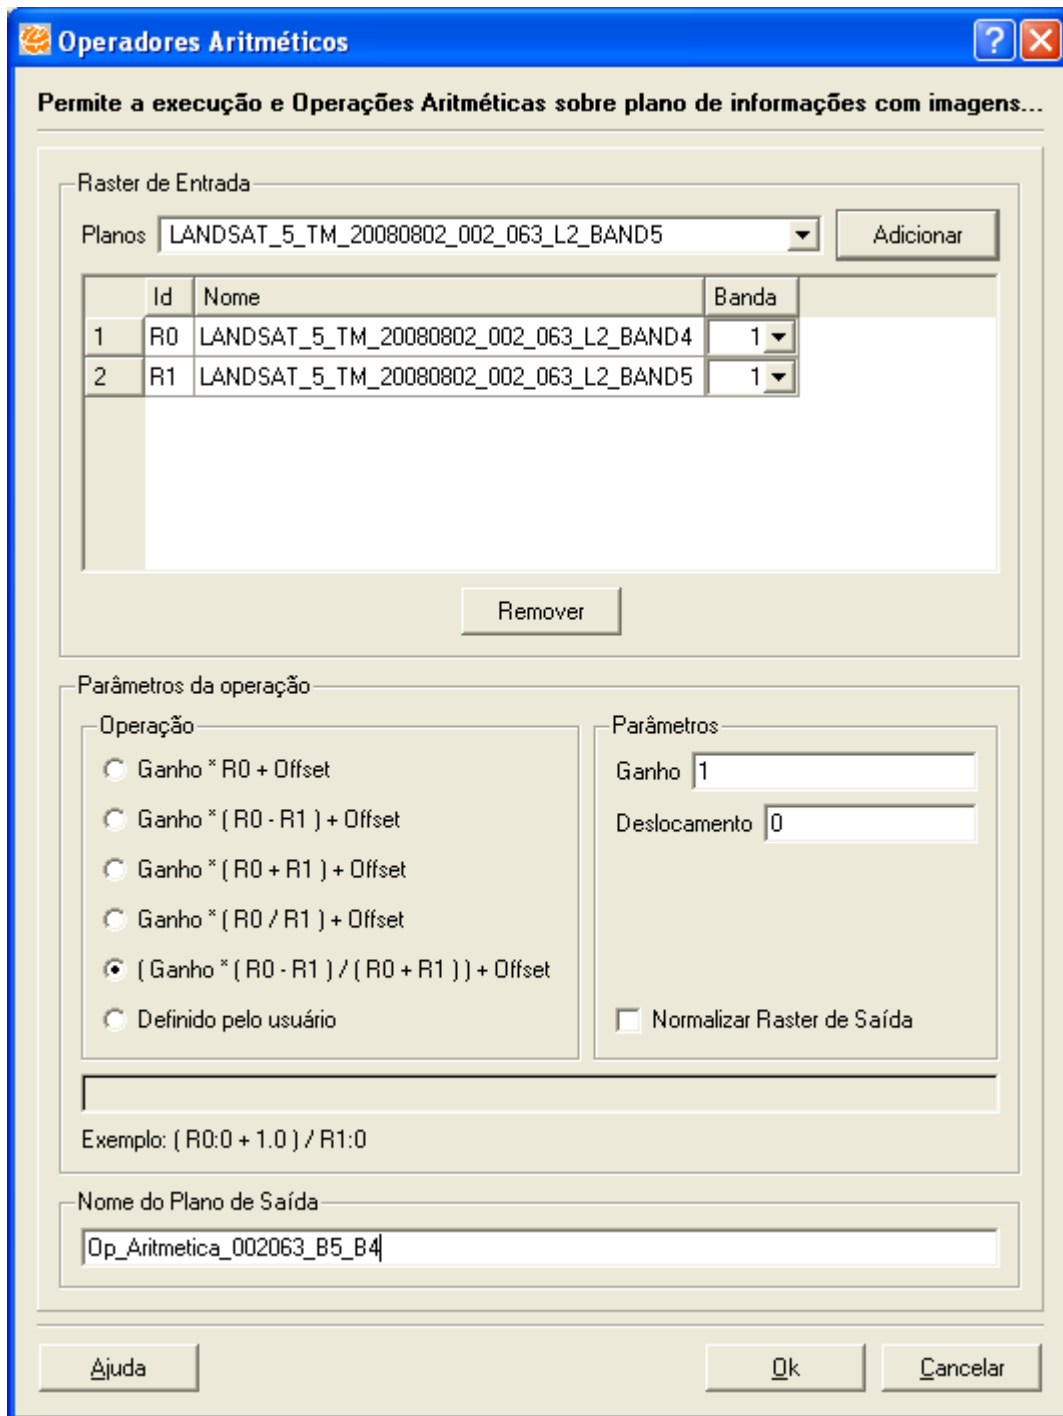 Operadores Aritméticos
Permite a execução e Operações Aritméticas sobre plano de informações com imagens...
Raster de Entrada
Planos LANDSAT_5_TM_20080802_002_063_L2_BAND5 Adicionar
Id Nome Banda
1 R0 LANDSAT_5_TM_20080802_002_063_L2_BAND4 1
2 R1 LANDSAT_5_TM_20080802_002_063_L2_BAND5 1
Remover
Parâmetros da operação
Operação
Ganho * R0 + Offset
Ganho * ( R0 - R1 ) + Offset
Ganho * ( R0 + R1 ) + Offset
Ganho * ( R0 / R1 ) + Offset
( Ganho * ( R0 - R1 ) / ( R0 + R1 ) ) + Offset
Definido pelo usuário
Parâmetros
Ganho 1
Deslocamento 0
Normalizar Raster de Saída
Exemplo: ( R0:0 + 1.0 ) / R1:0
Nome do Plano de Saída
Op_Aritmetica_002063_B5_B4
Ajuda Ok Cancelar